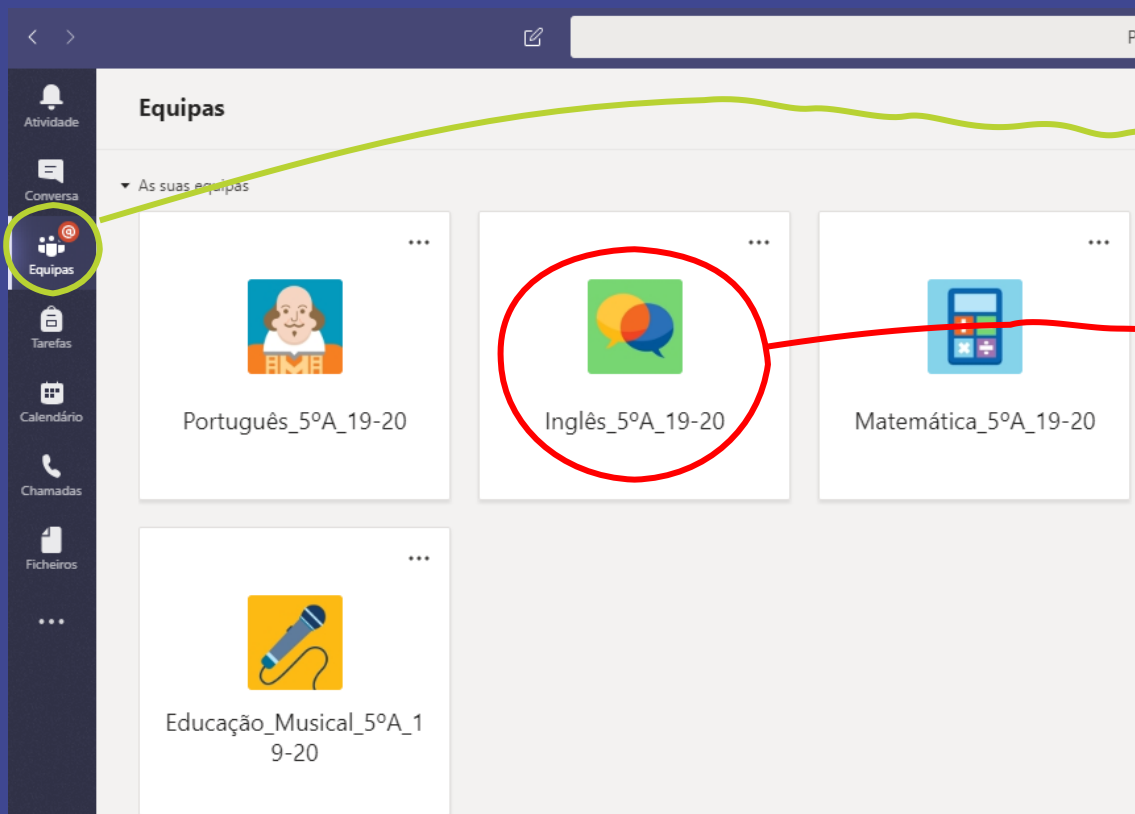 P
Atividade
Equipas
Conversa
As suas equipas
@
Equipas
Português_5ºA_19-20
Inglês_5ºA_19-20
Matemática_5ºA_19-20
Tarefas
Calendário
Chamadas
Ficheiros
Educação_Musical_5ºA_1
9-20